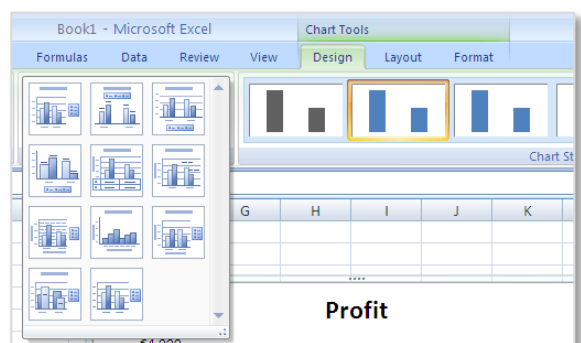 Book1 - Microsoft Excel
Chart Tools
Formulas Data Review View Design Layout Format
Chart St
G H I J K
Profit